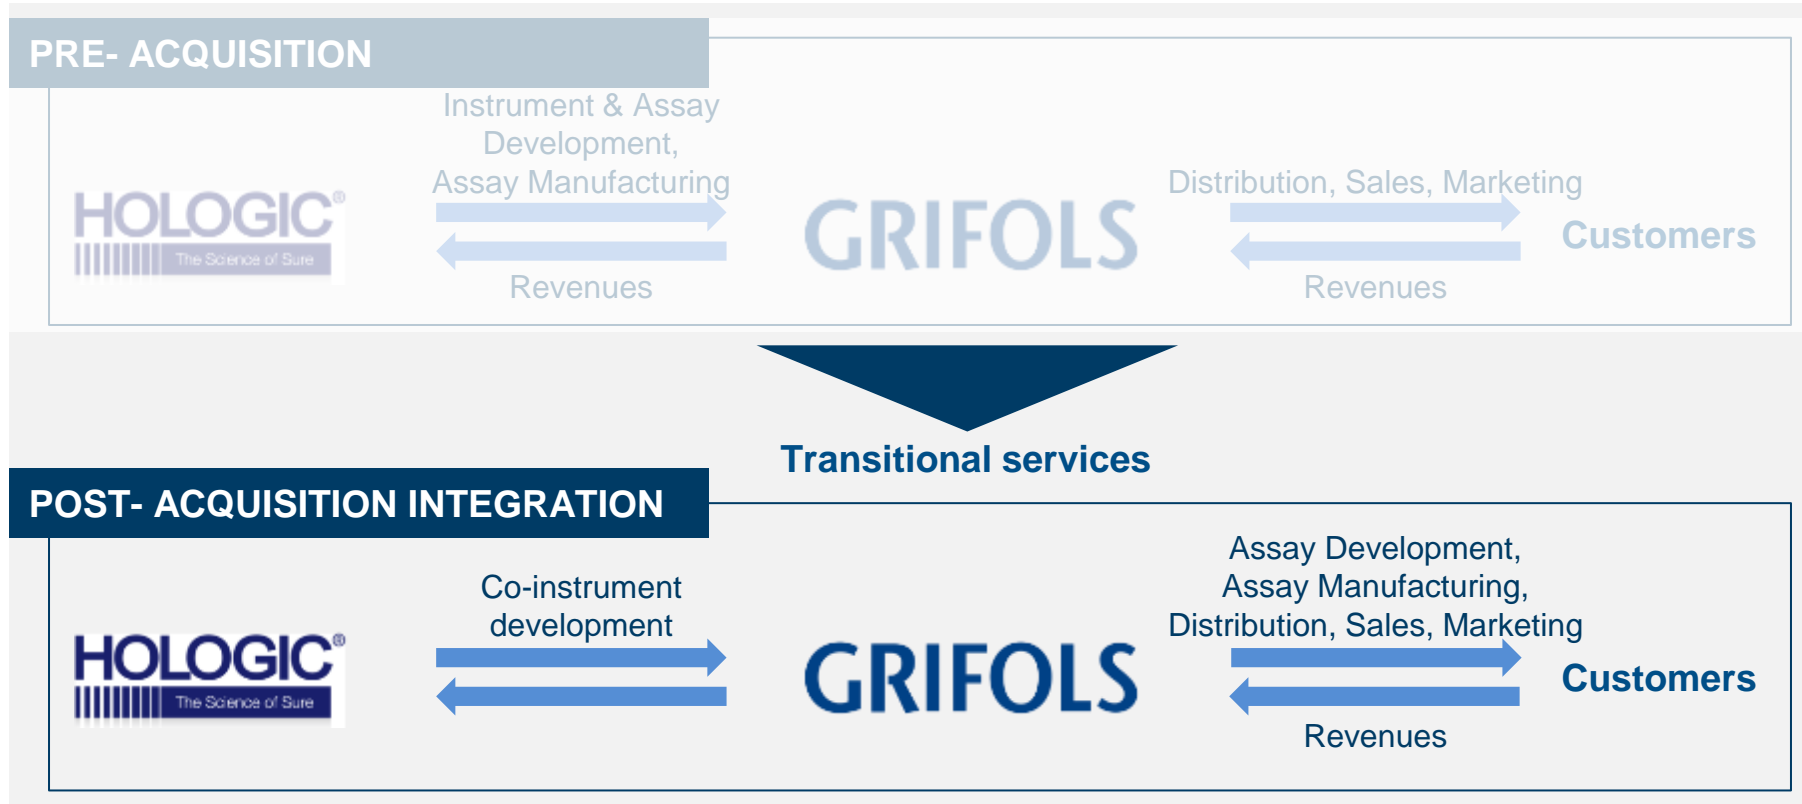 PRE- ACQUISITION
Instrument & Assay
Development,
Assay Manufacturing
HOLOGIC®
The Science of Sure
Revenues
GRIFOLS
Distribution, Sales, Marketing
Revenues
Customers
Transitional services
POST- ACQUISITION INTEGRATION
HOLOGIC®
The Science of Sure
Co-instrument
development
GRIFOLS
Assay Development,
Assay Manufacturing,
Distribution, Sales, Marketing
Revenues
Customers